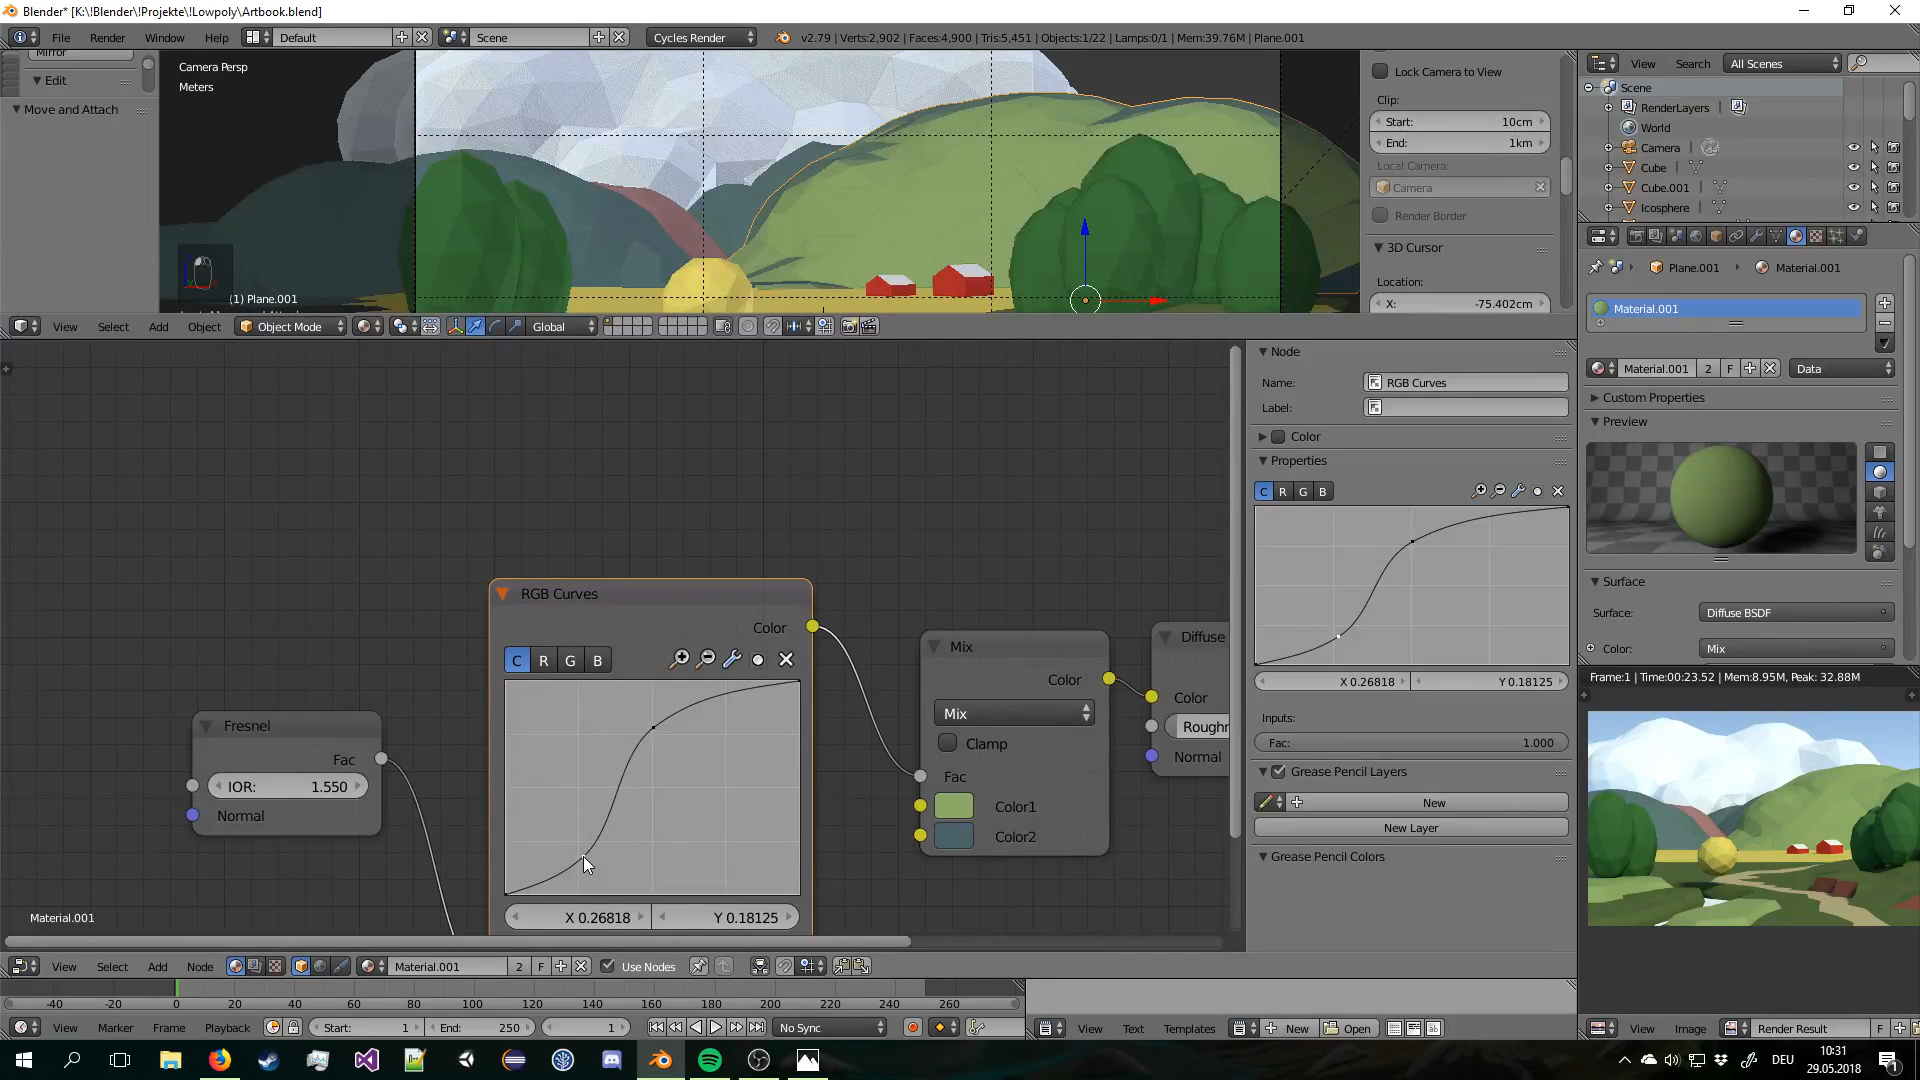 Blender* [K:\!Blender\!Projekte\!Lowpoly\Artbook.blend]
File Render Window Help Default Scene Cycles Render v2.79 | Verts:2,902 | Faces:4,900 | Tris:5,451 | Objects:1/22 | Lamps:0/1 | Mem:39.76M | Plane.001
Edit
Move and Attach
Camera Persp
Meters
(1) Plane.001
View Select Add Object Object Mode Global
Lock Camera to View
Clip:
Start: 10cm
End: 1km
Local Camera:
Camera
Render Border
3D Cursor
Location:
X: -75.402cm
View Search All Scenes
Scene
RenderLayers
World
Camera
Cube
Cube.001
Icosphere
Plane.001 Material.001
Material.001
Material.001 2 F Data
Custom Properties
Preview
Surface
Surface: Diffuse BSDF
Color: Mix
Frame:1 | Time:00:23.52 | Mem:8.95M, Peak: 32.88M
Fresnel
Fac
IOR: 1.550
Normal
RGB Curves
Color
C R G B
X 0.26818 Y 0.18125
Mix
Color
Mix
Clamp
Fac
Color1
Color2
Diffuse
Color
Roughr
Normal
Material.001
Node
Name: RGB Curves
Label:
Color
Properties
C R G B
X 0.26818 Y 0.18125
Inputs:
Fac: 1.000
Grease Pencil Layers
New
New Layer
Grease Pencil Colors
View Select Add Node Material.001 2 F Use Nodes
-40 -20 0 20 40 60 80 100 120 140 160 180 200 220 240 260
View Marker Frame Playback Start: 1 End: 250 1 No Sync
View Text Templates New Open
View Image Render Result F
DEU
10:31
29.05.2018
1